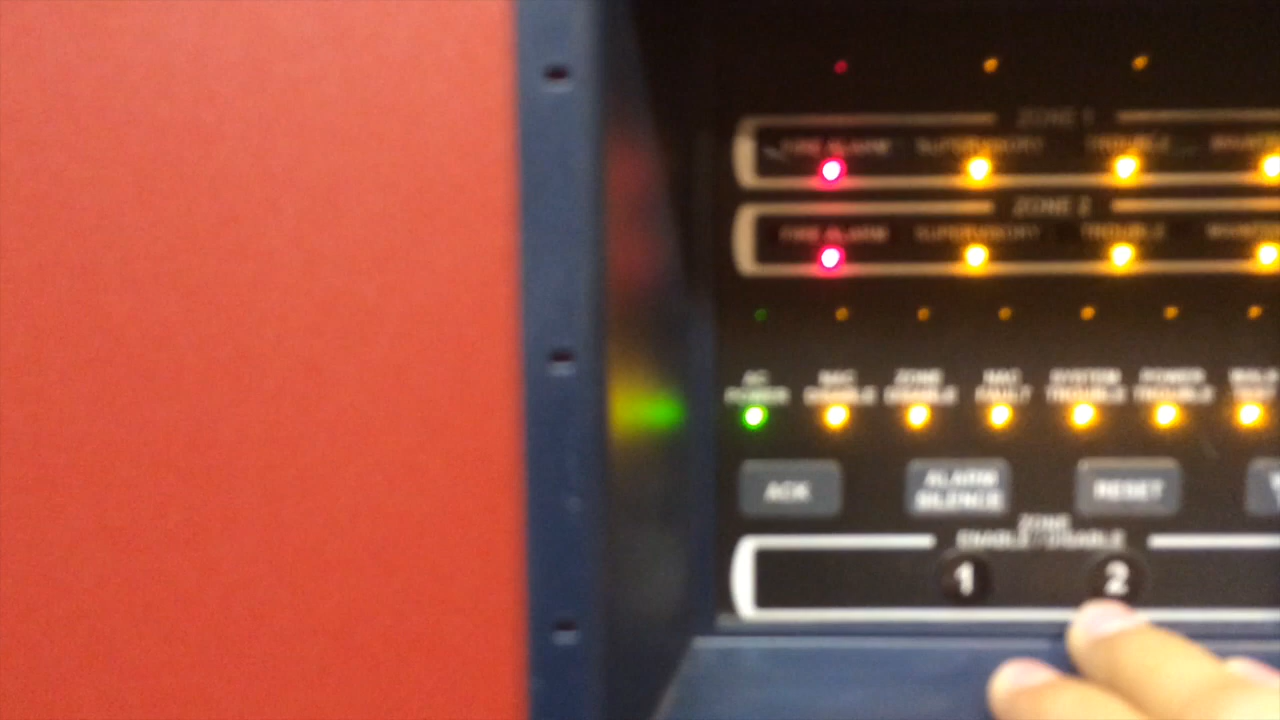 ZONE 1
FIRE ALARM SUPERVISORY TROUBLE
ZONE 2
FIRE ALARM SUPERVISORY TROUBLE
AC
POWER
NAC
DISABLE
ZONE
DISABLE
NAC
FAULT
SYSTEM
TROUBLE
POWER
TROUBLE
ACK
ALARM
SILENCE
RESET
ZONE
ENABLE / DISABLE
1 2